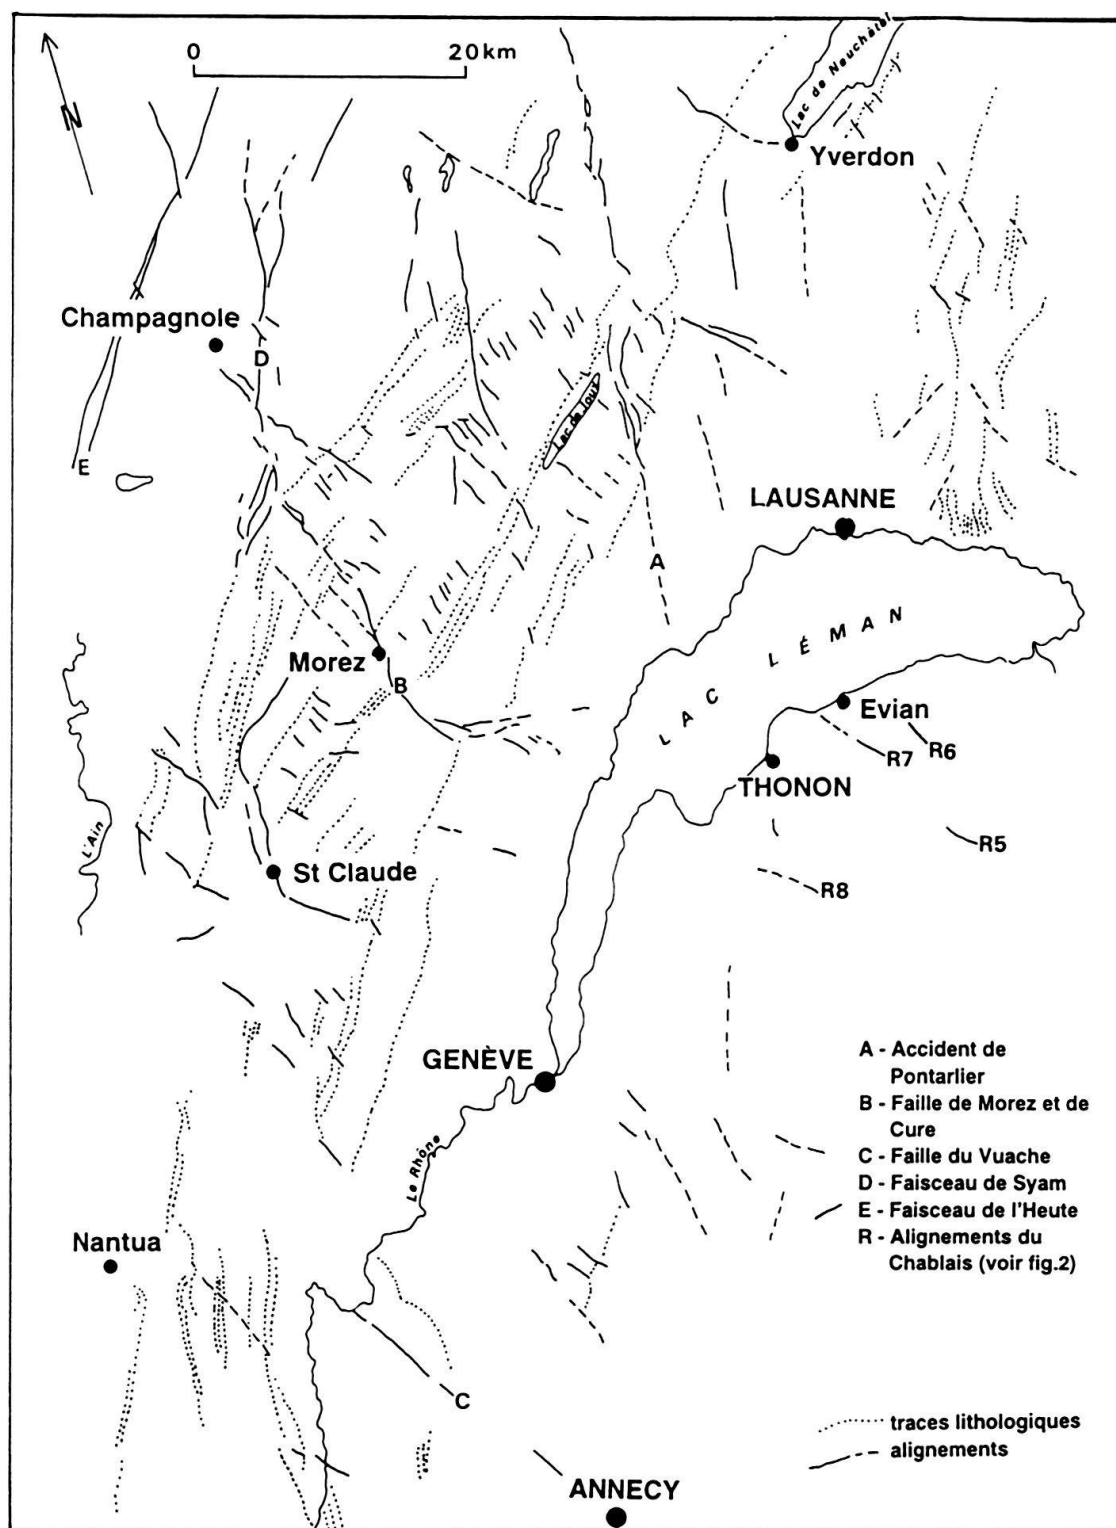 0 20 km
N
Lac de Neuchâtel
Yverdon
Champagnole
D
E
Lac de Joux
LAUSANNE
A
LAC LÉMAN
Morez
B
Evian
R6
R7
THONON
L'Ain
R5
St Claude
R8
GENÈVE
Le Rhône
Nantua
C
ANNECY
A - Accident de
Pontarlier
B - Faille de Morez et de
Cure
C - Faille du Vuache
D - Faisceau de Syam
E - Faisceau de l'Heute
R - Alignements du
Chablais (voir fig.2)
traces lithologiques
alignements